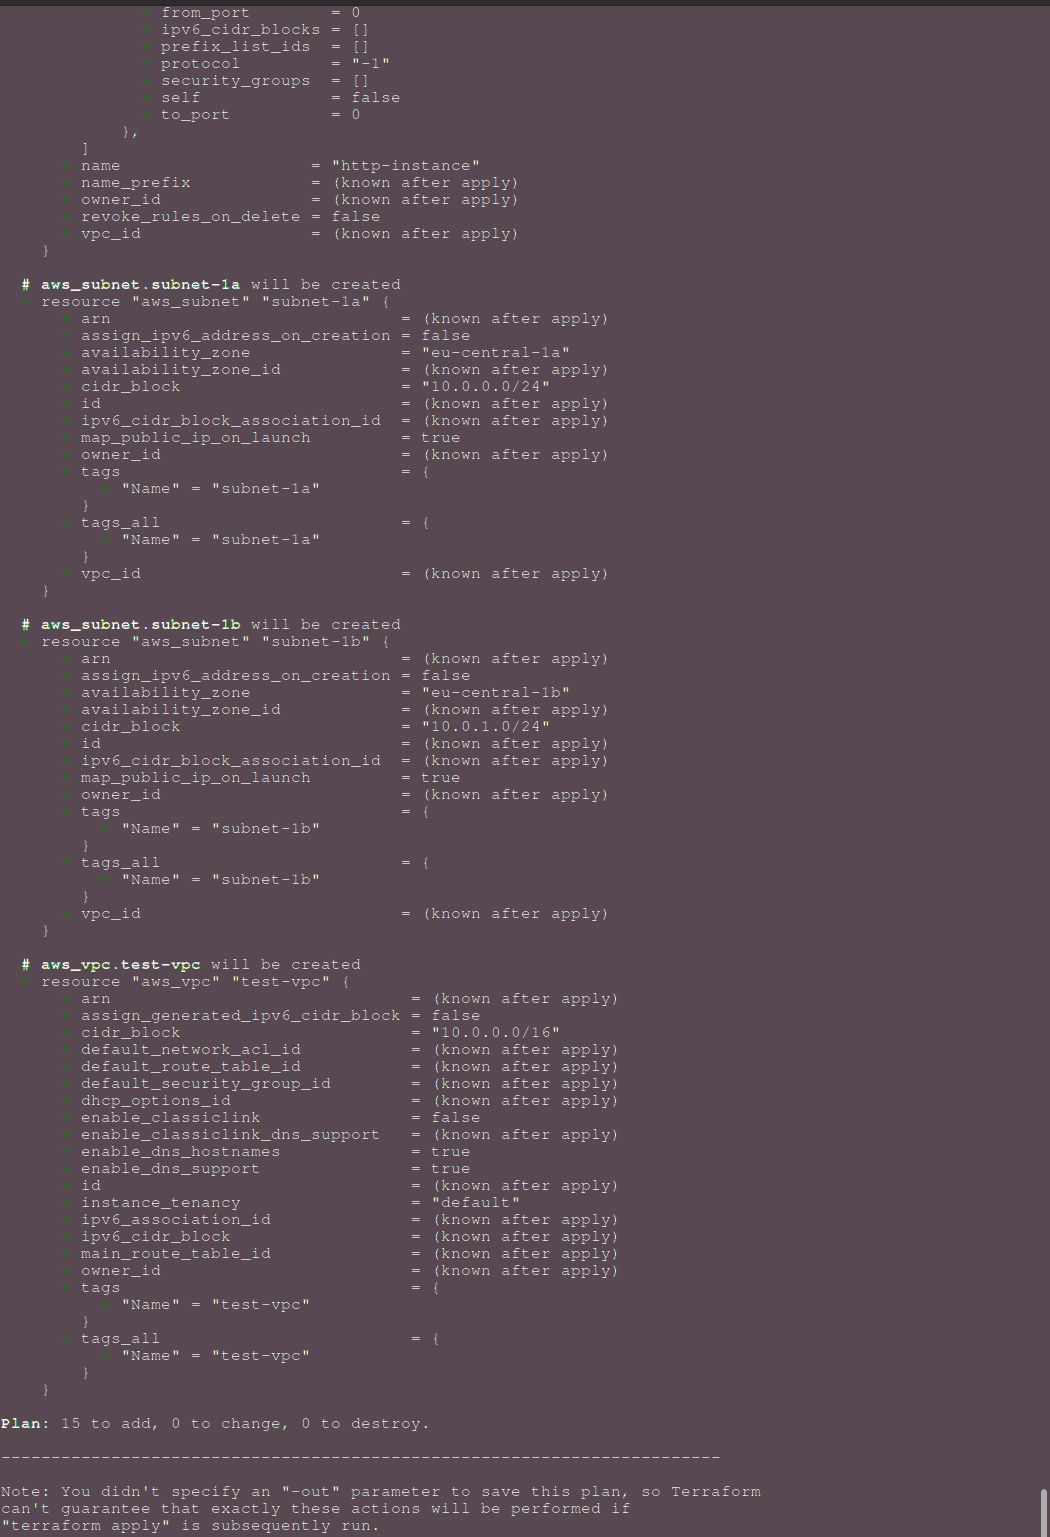 + from_port = 0
+ ipv6_cidr_blocks = []
+ prefix_list_ids = []
+ protocol = "-1"
+ security_groups = []
+ self = false
+ to_port = 0
},
]
+ name = "http-instance"
+ name_prefix = (known after apply)
+ owner_id = (known after apply)
+ revoke_rules_on_delete = false
+ vpc_id = (known after apply)
}
# aws_subnet.subnet-1a will be created
+ resource "aws_subnet" "subnet-1a" {
+ arn = (known after apply)
+ assign_ipv6_address_on_creation = false
+ availability_zone = "eu-central-1a"
+ availability_zone_id = (known after apply)
+ cidr_block = "10.0.0.0/24"
+ id = (known after apply)
+ ipv6_cidr_block_association_id = (known after apply)
+ map_public_ip_on_launch = true
+ owner_id = (known after apply)
+ tags = {
+ "Name" = "subnet-1a"
}
+ tags_all = {
+ "Name" = "subnet-1a"
}
+ vpc_id = (known after apply)
}
# aws_subnet.subnet-1b will be created
+ resource "aws_subnet" "subnet-1b" {
+ arn = (known after apply)
+ assign_ipv6_address_on_creation = false
+ availability_zone = "eu-central-1b"
+ availability_zone_id = (known after apply)
+ cidr_block = "10.0.1.0/24"
+ id = (known after apply)
+ ipv6_cidr_block_association_id = (known after apply)
+ map_public_ip_on_launch = true
+ owner_id = (known after apply)
+ tags = {
+ "Name" = "subnet-1b"
}
+ tags_all = {
+ "Name" = "subnet-1b"
}
+ vpc_id = (known after apply)
}
# aws_vpc.test-vpc will be created
+ resource "aws_vpc" "test-vpc" {
+ arn = (known after apply)
+ assign_generated_ipv6_cidr_block = false
+ cidr_block = "10.0.0.0/16"
+ default_network_acl_id = (known after apply)
+ default_route_table_id = (known after apply)
+ default_security_group_id = (known after apply)
+ dhcp_options_id = (known after apply)
+ enable_classiclink = false
+ enable_classiclink_dns_support = (known after apply)
+ enable_dns_hostnames = true
+ enable_dns_support = true
+ id = (known after apply)
+ instance_tenancy = "default"
+ ipv6_association_id = (known after apply)
+ ipv6_cidr_block = (known after apply)
+ main_route_table_id = (known after apply)
+ owner_id = (known after apply)
+ tags = {
+ "Name" = "test-vpc"
}
+ tags_all = {
+ "Name" = "test-vpc"
}
}
Plan: 15 to add, 0 to change, 0 to destroy.
------------------------------------------------------------------------
Note: You didn't specify an "-out" parameter to save this plan, so Terraform
can't guarantee that exactly these actions will be performed if
"terraform apply" is subsequently run.